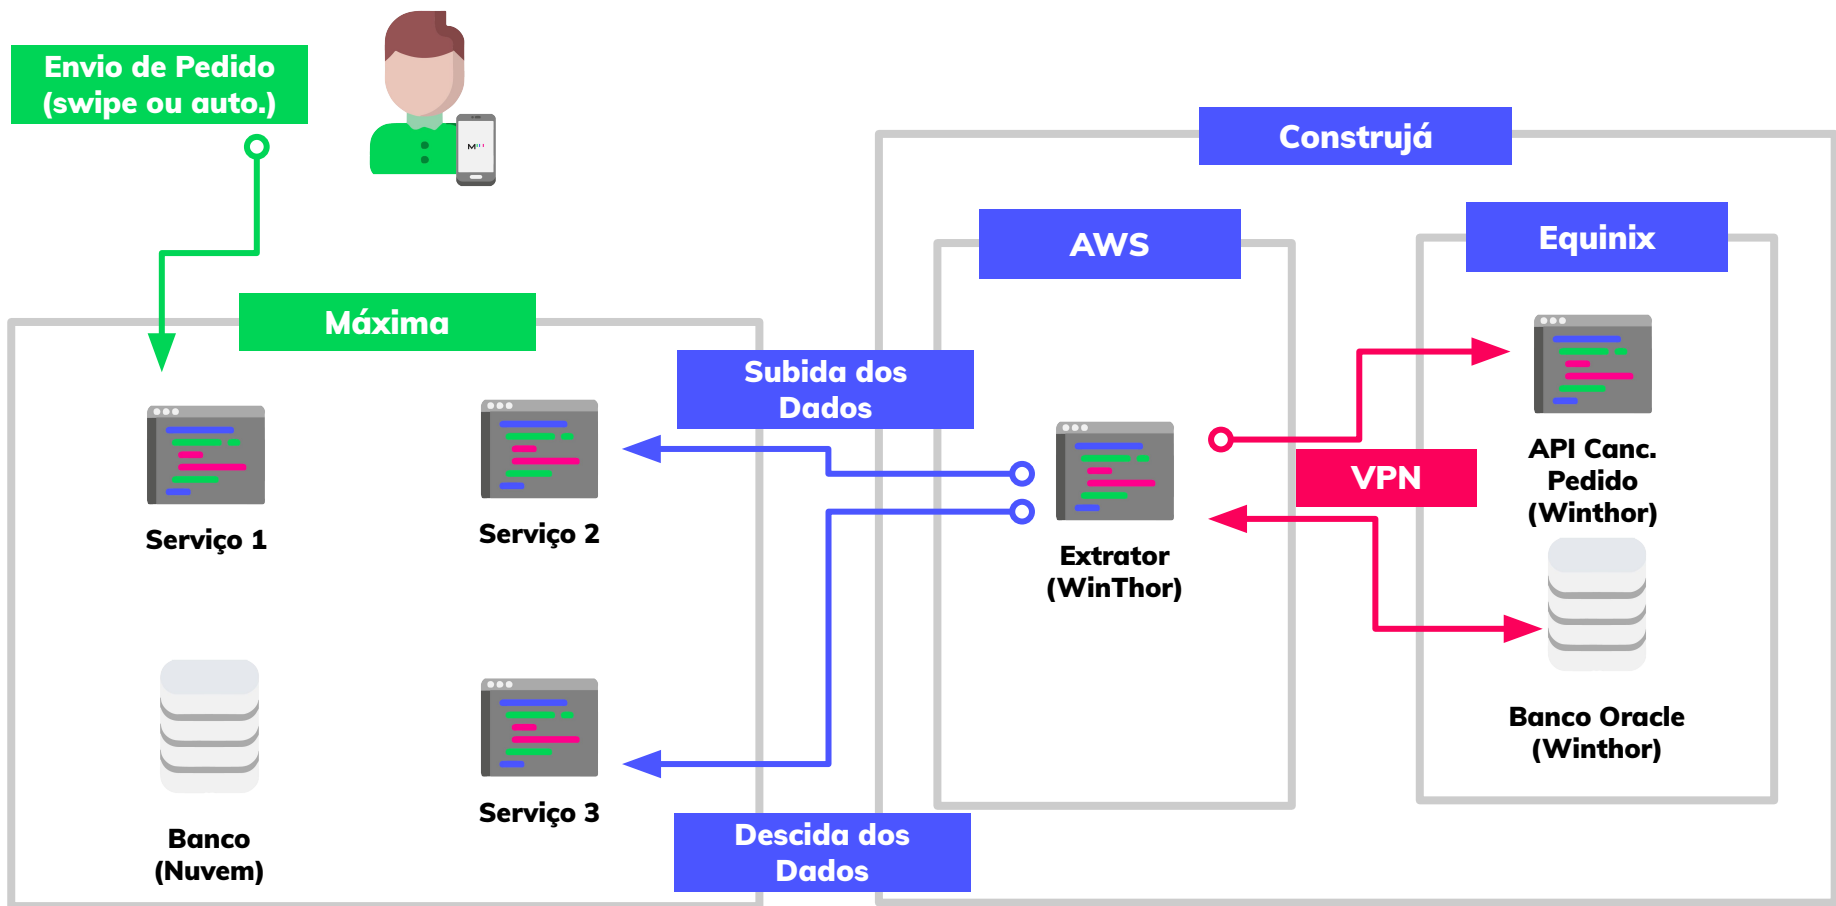 Envio de Pedido
(swipe ou auto.)
Construjá
AWS
Equinix
Máxima
Subida dos
Dados
VPN
API Canc.
Pedido
(Winthor)
Serviço 1
Serviço 2
Extrator
(WinThor)
Banco Oracle
(Winthor)
Serviço 3
Banco
(Nuvem)
Descida dos
Dados